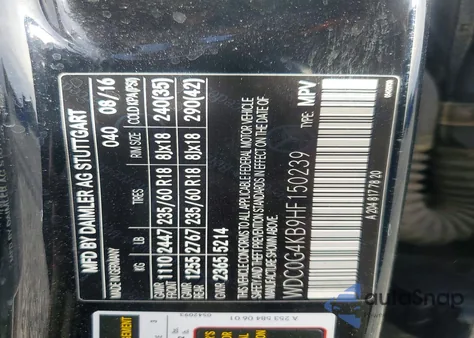 MFD BY DAIMLER AG STUTTGART
MADE IN GERMANY 040 08/16
KG LB TIRES RIM SIZE COLD KPA(PSI)
GAWR FRONT 1110 2447 235/60 R18 8Jx18 240(35)
GAWR REAR 1255 2767 235/60 R18 8Jx18 290(42)
GVWR 2365 5214
THIS VEHICLE CONFORMS TO ALL APPLICABLE FEDERAL MOTOR VEHICLE
SAFETY, BUMPER AND THEFT PREVENTION STANDARDS IN EFFECT ON THE DATE
OF MANUFACTURE SHOWN ABOVE
WDC0G4KB9HF150239 TYPE: MPV
A 204 817 78 20
A 253 584 06 01
autoSnap